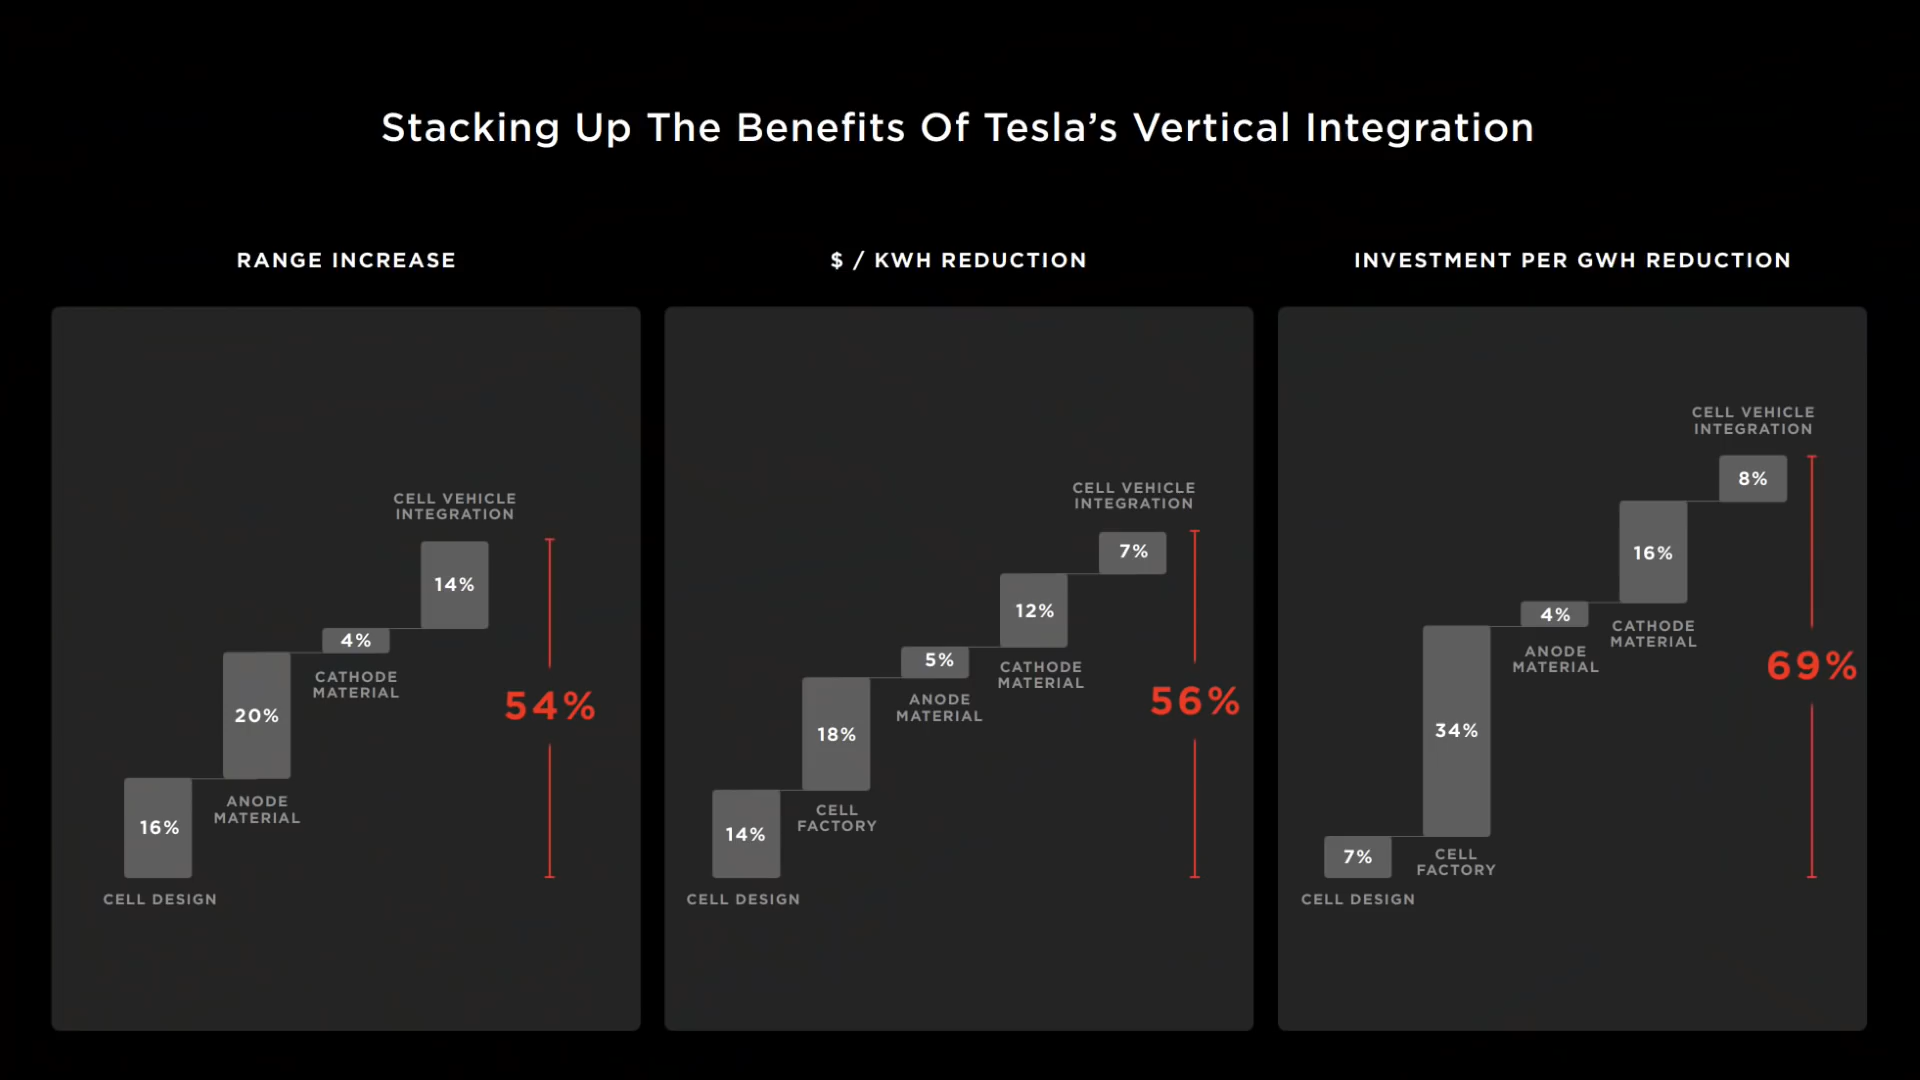 Stacking Up The Benefits Of Tesla’s Vertical Integration
RANGE INCREASE
CELL VEHICLE
INTEGRATION
14%
4%
CATHODE
MATERIAL
20%
54%
ANODE
MATERIAL
16%
CELL DESIGN
$ / KWH REDUCTION
CELL VEHICLE
INTEGRATION
7%
12%
5%
CATHODE
MATERIAL
ANODE
MATERIAL
56%
18%
CELL
FACTORY
14%
CELL DESIGN
INVESTMENT PER GWH REDUCTION
CELL VEHICLE
INTEGRATION
8%
16%
4%
CATHODE
MATERIAL
ANODE
MATERIAL
69%
34%
CELL
FACTORY
7%
CELL DESIGN